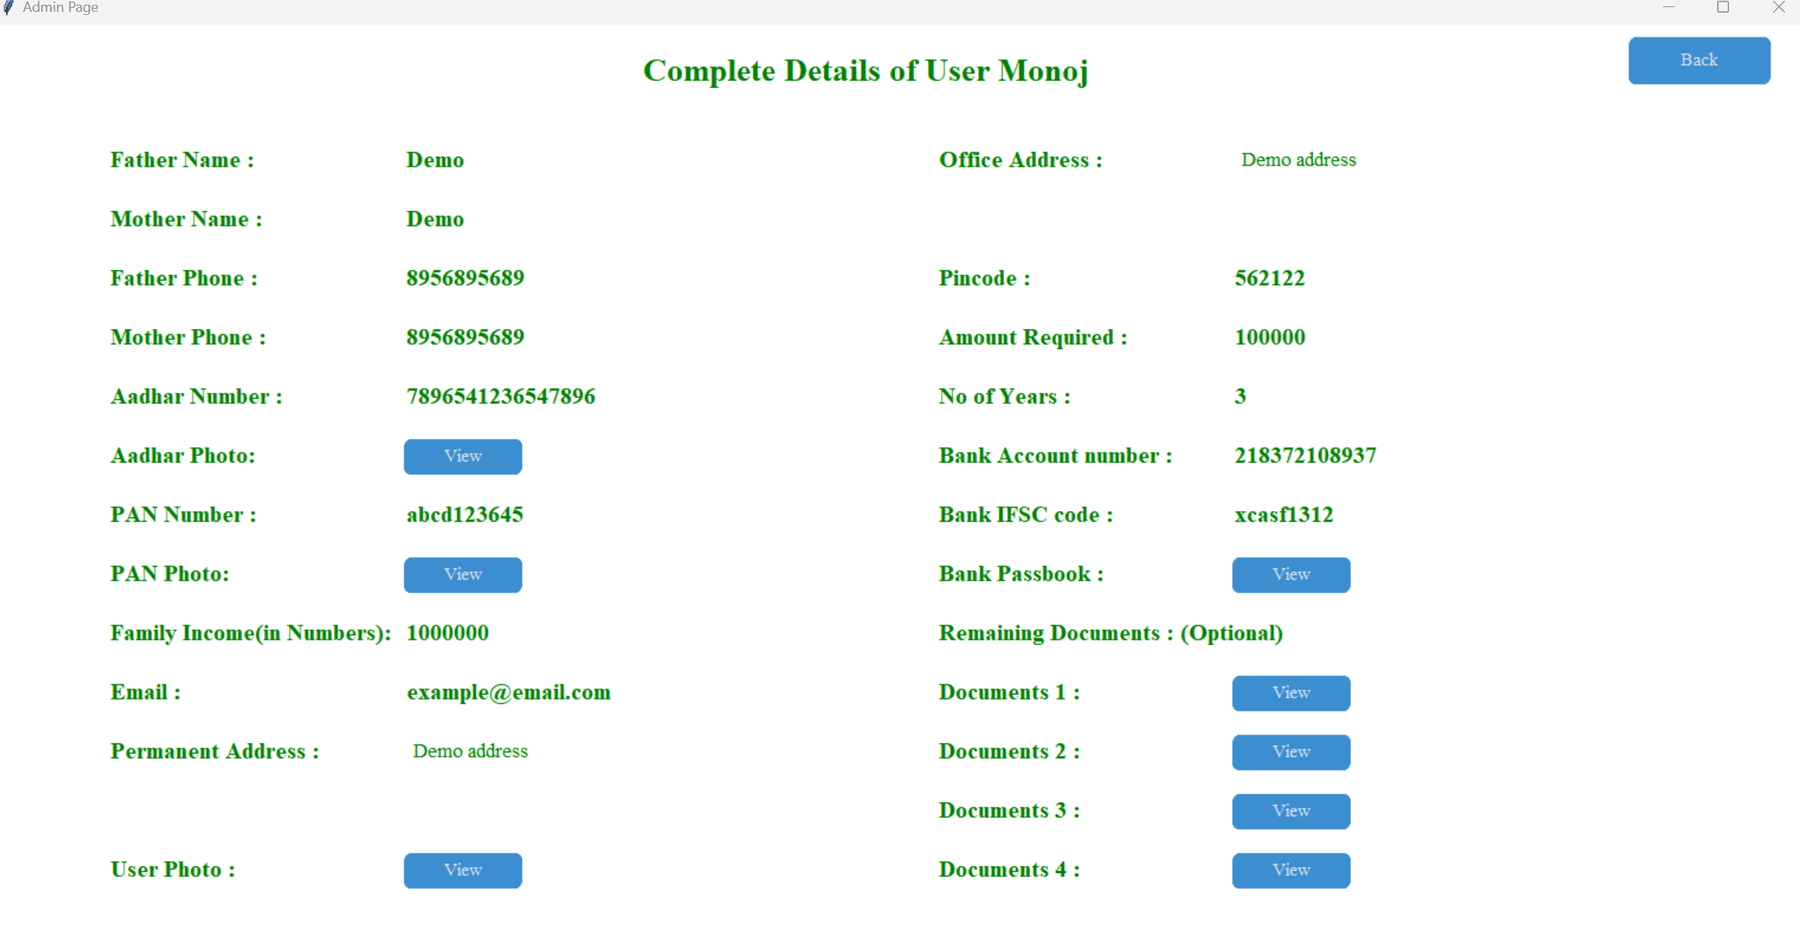 Admin Page
Back
Complete Details of User Monoj
Father Name : Demo
Mother Name : Demo
Father Phone : 8956895689
Mother Phone : 8956895689
Aadhar Number : 7896541236547896
Aadhar Photo: View
PAN Number : abcd123645
PAN Photo: View
Family Income(in Numbers): 1000000
Email : example@email.com
Permanent Address : Demo address
User Photo : View
Office Address : Demo address
Pincode : 562122
Amount Required : 100000
No of Years : 3
Bank Account number : 218372108937
Bank IFSC code : xcasf1312
Bank Passbook : View
Remaining Documents : (Optional)
Documents 1 : View
Documents 2 : View
Documents 3 : View
Documents 4 : View